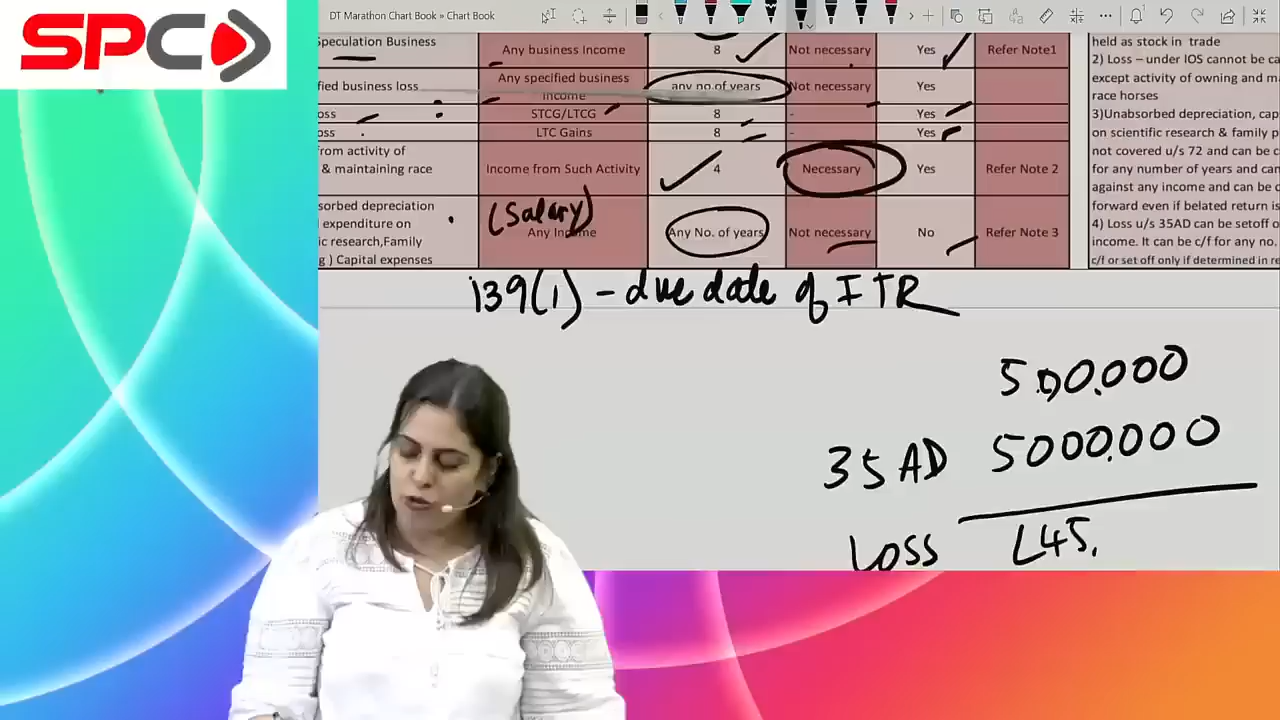 SPC
DT Marathon Chart Book » Chart Book
Speculation Business
Any business Income
8
Not necessary
Yes
Refer Note1
fied business loss
Any specified business
Income
any no.of years
Not necessary
Yes
oss
STCG/LTCG
8
-
Yes
oss
LTC Gains
8
-
Yes
rom activity of
& maintaining race
Income from Such Activity
4
Necessary
Yes
Refer Note 2
sorbed depreciation
expenditure on
ic research,Family
g ) Capital expenses
(Salary)
Any Income
Any No. of years
Not necessary
No
Refer Note 3
held as stock in trade
2) Loss – under IOS cannot be ca
except activity of owning and m
race horses
3)Unabsorbed depreciation, cap
on scientific research & family p
not covered u/s 72 and can be c
for any number of years and can
against any income and can be c
forward even if belated return is
4) Loss u/s 35AD can be setoff o
income. It can be c/f for any no.
c/f or set off only if determined in re
139(1) - due date of ITR
500,000
35AD 5000,000
Loss (45,